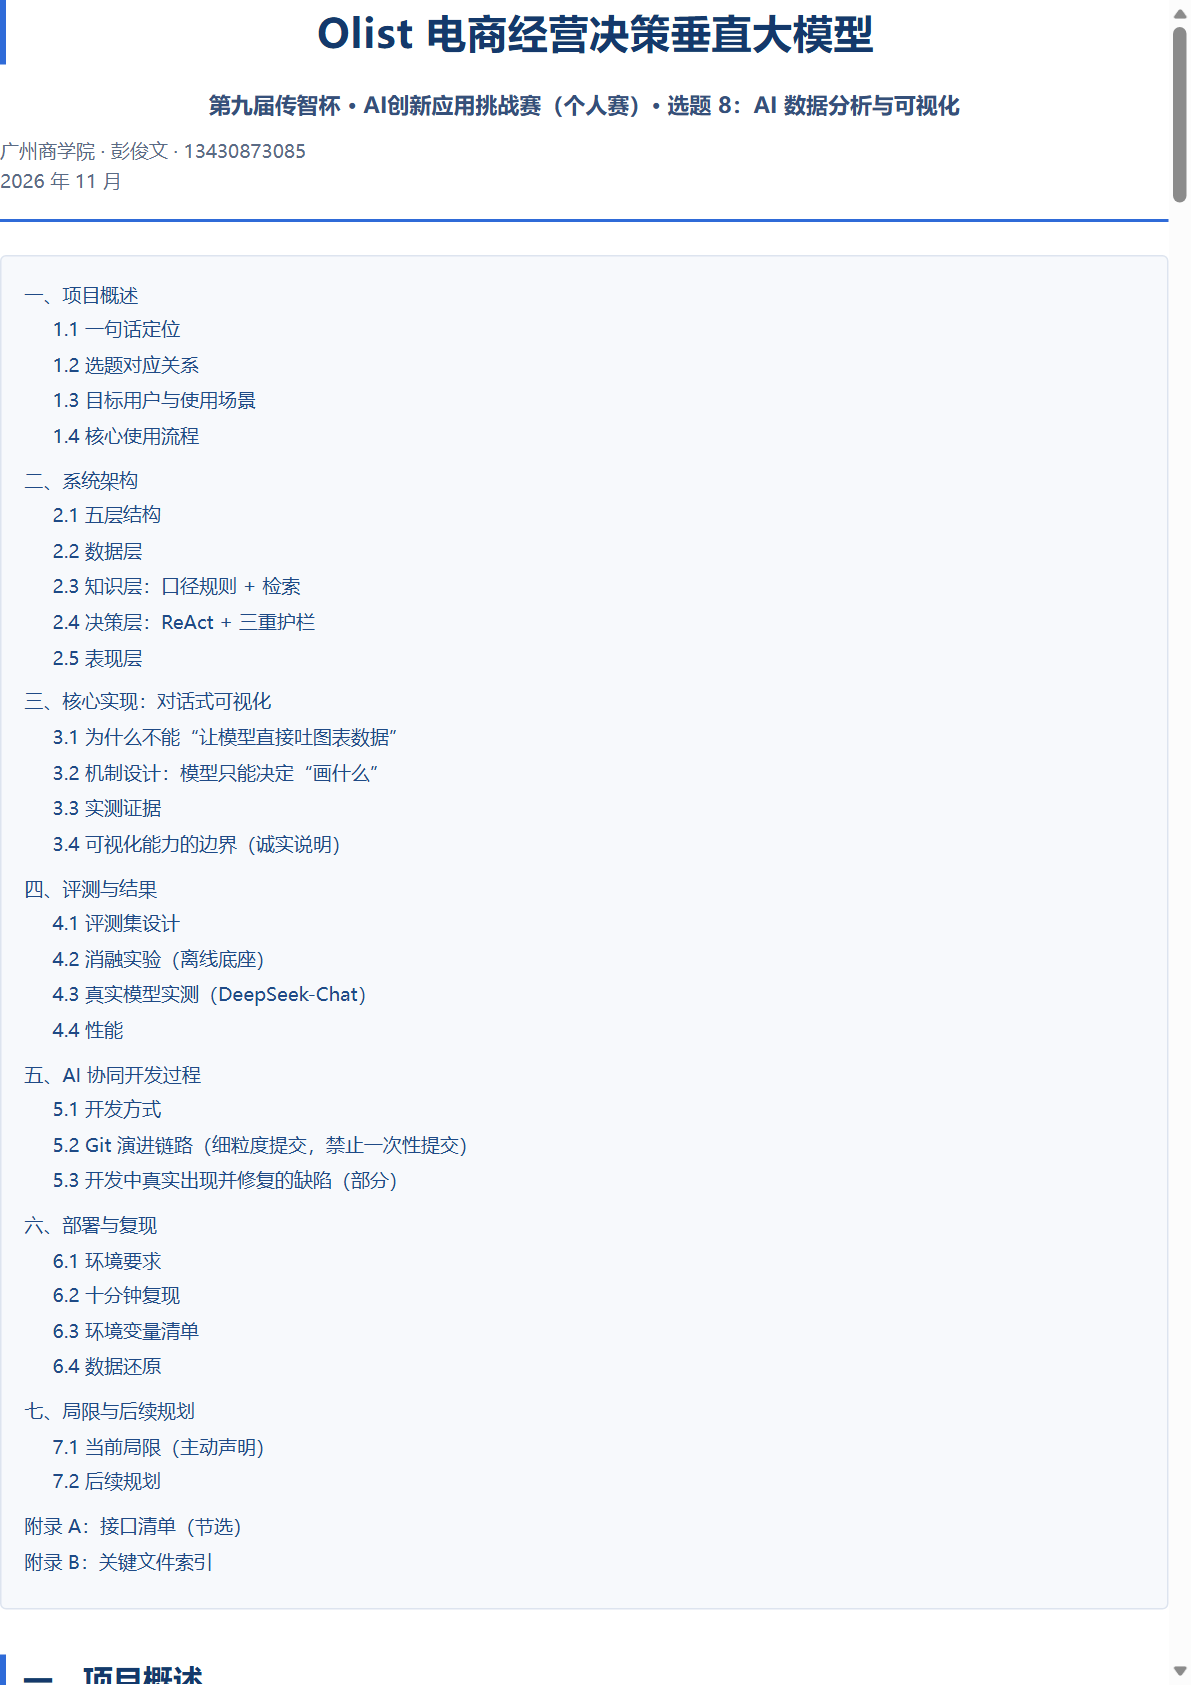 Olist 电商经营决策垂直大模型
第九届传智杯 · AI创新应用挑战赛（个人赛）· 选题 8：AI 数据分析与可视化
广州商学院 · 彭俊文 · 13430873085
2026 年 11 月
一、项目概述
1.1 一句话定位
1.2 选题对应关系
1.3 目标用户与使用场景
1.4 核心使用流程
二、系统架构
2.1 五层结构
2.2 数据层
2.3 知识层：口径规则 + 检索
2.4 决策层：ReAct + 三重护栏
2.5 表现层
三、核心实现：对话式可视化
3.1 为什么不能“让模型直接吐图表数据”
3.2 机制设计：模型只能决定“画什么”
3.3 实测证据
3.4 可视化能力的边界（诚实说明）
四、评测与结果
4.1 评测集设计
4.2 消融实验（离线底座）
4.3 真实模型实测（DeepSeek-Chat）
4.4 性能
五、AI 协同开发过程
5.1 开发方式
5.2 Git 演进链路（细粒度提交，禁止一次性提交）
5.3 开发中真实出现并修复的缺陷（部分）
六、部署与复现
6.1 环境要求
6.2 十分钟复现
6.3 环境变量清单
6.4 数据还原
七、局限与后续规划
7.1 当前局限（主动声明）
7.2 后续规划
附录 A：接口清单（节选）
附录 B：关键文件索引
一、项目概述